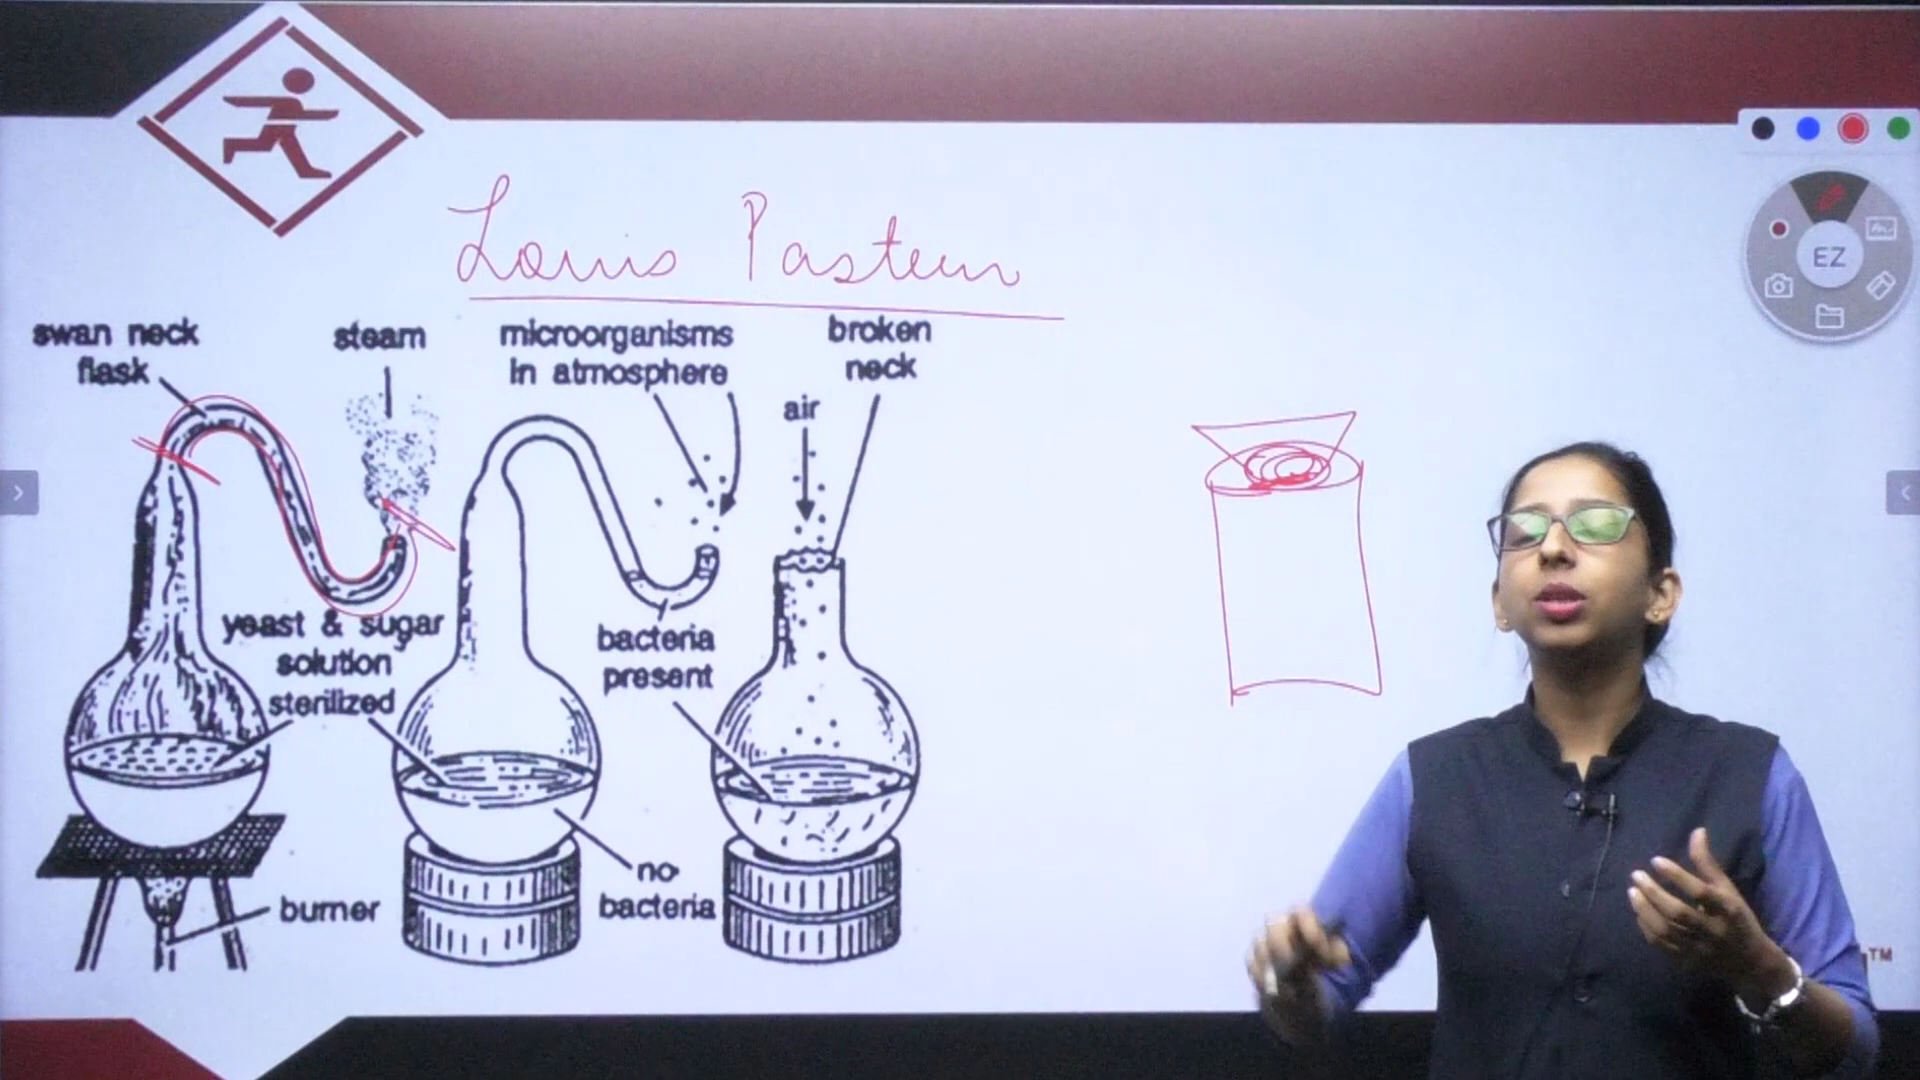 Louis Pasteur
swan neck
flask
steam
microorganisms
in atmosphere
broken
neck
air
yeast & sugar
solution
sterilized
bacteria
present
no
bacteria
burner
EZ
TM